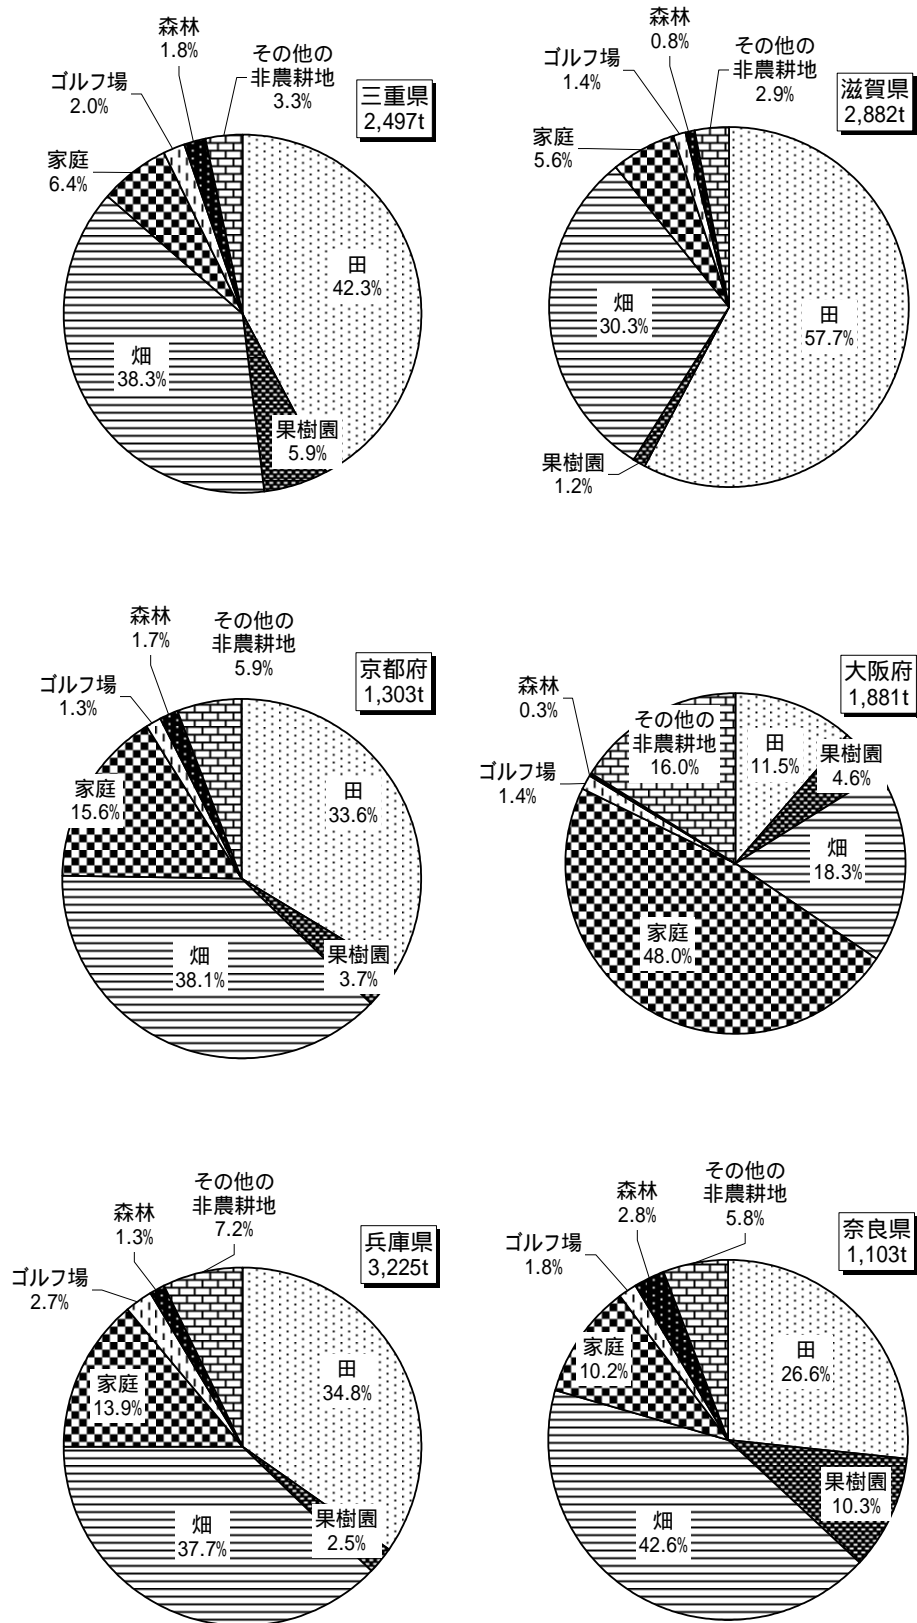 三重県
2,497t
森林
1.8%
その他の
非農耕地
3.3%
ゴルフ場
2.0%
家庭
6.4%
田
42.3%
畑
38.3%
果樹園
5.9%
滋賀県
2,882t
森林
0.8%
その他の
非農耕地
2.9%
ゴルフ場
1.4%
家庭
5.6%
田
57.7%
畑
30.3%
果樹園
1.2%
京都府
1,303t
森林
1.7%
その他の
非農耕地
5.9%
ゴルフ場
1.3%
家庭
15.6%
田
33.6%
畑
38.1%
果樹園
3.7%
大阪府
1,881t
森林
0.3%
その他の
非農耕地
16.0%
ゴルフ場
1.4%
田
11.5%
果樹園
4.6%
畑
18.3%
家庭
48.0%
兵庫県
3,225t
森林
1.3%
その他の
非農耕地
7.2%
ゴルフ場
2.7%
家庭
13.9%
田
34.8%
畑
37.7%
果樹園
2.5%
奈良県
1,103t
森林
2.8%
その他の
非農耕地
5.8%
ゴルフ場
1.8%
家庭
10.2%
田
26.6%
果樹園
10.3%
畑
42.6%